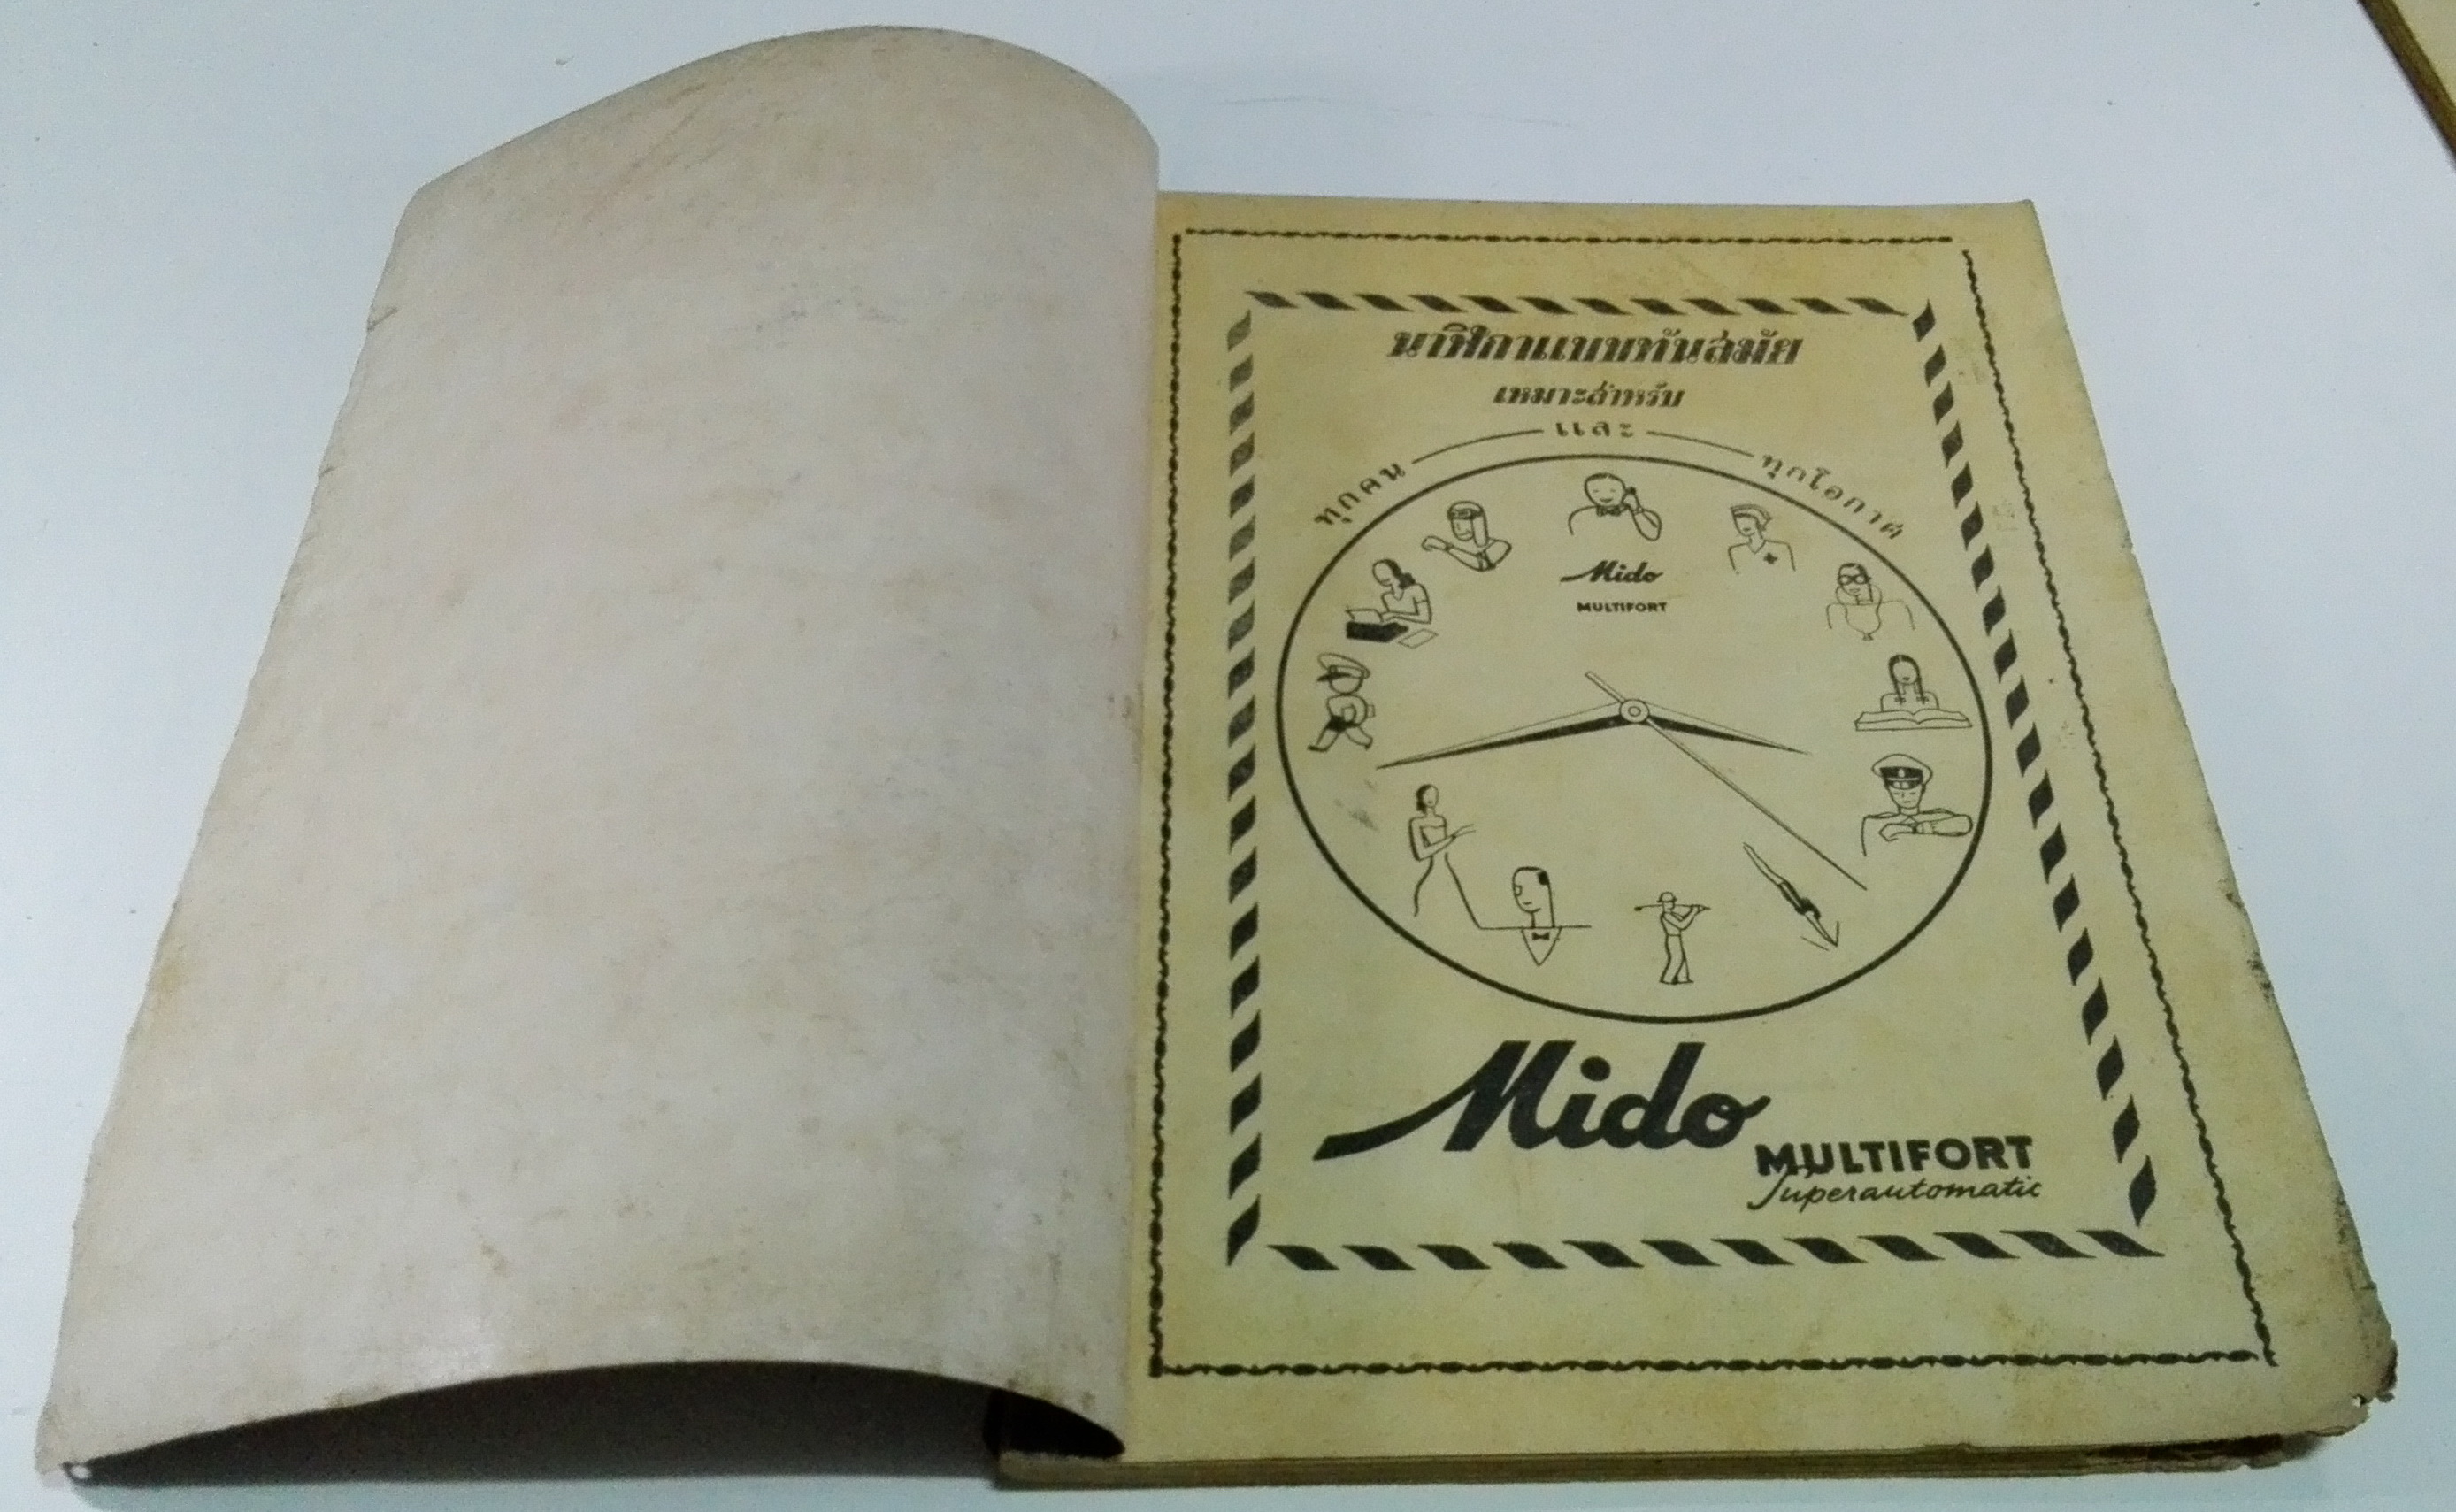 นาฬิกาแบบทันสมัย
เหมาะสำหรับ
ทุกคน และ ทุกโอกาศ
Mido
MULTIFORT
Mido
MULTIFORT
Superautomatic